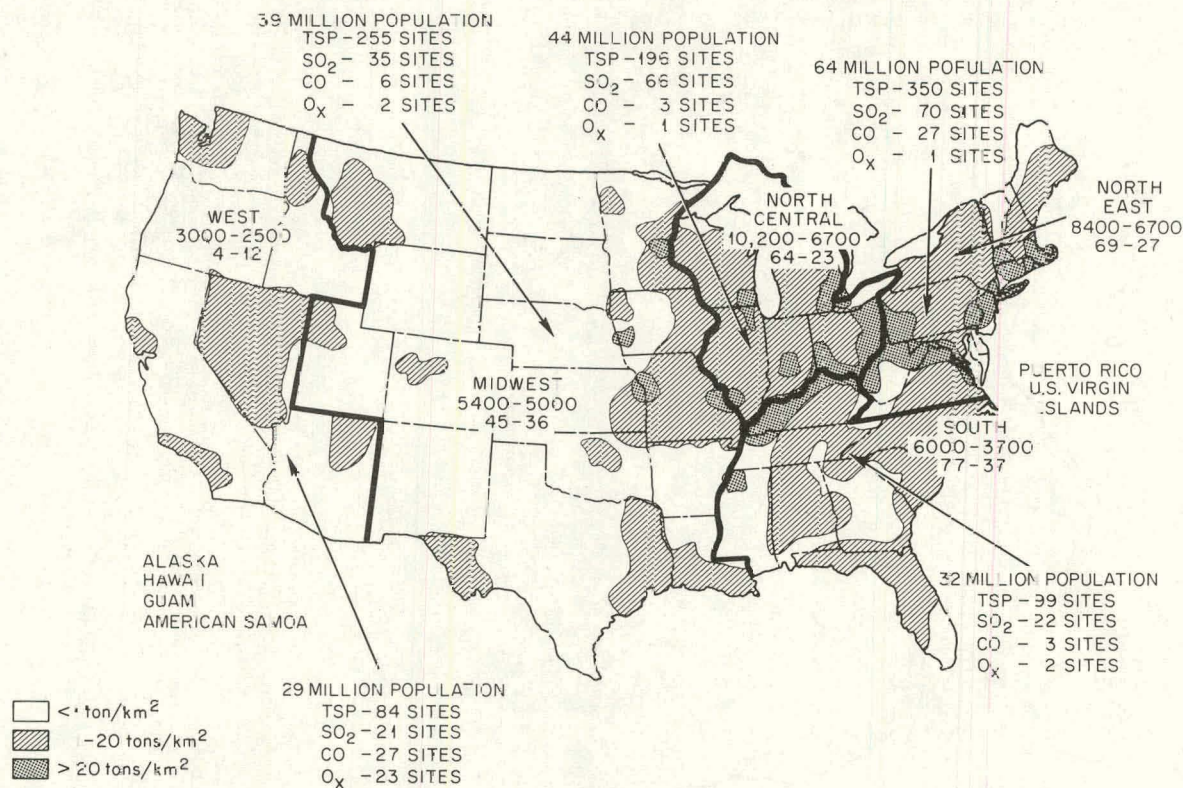 39 MILLION POPULATION
TSP-255 SITES
SO2 - 35 SITES
CO - 6 SITES
Ox - 2 SITES
44 MILLION POPULATION
TSP-196 SITES
SO2 - 66 SITES
CO - 3 SITES
Ox - 1 SITES
64 MILLION POPULATION
TSP-350 SITES
SO2- 70 SITES
CO - 27 SITES
Ox - 1 SITES
WEST
3000-2500
4-12
NORTH
CENTRAL
10,200-6700
64-23
NORTH
EAST
8400-6700
69-27
MIDWEST
5400-5000
45-36
PUERTO RICO
U.S. VIRGIN
ISLANDS
SOUTH
6000-3700
77-37
ALASKA
HAWAII
GUAM
AMERICAN SAMOA
32 MILLION POPULATION
TSP-99 SITES
SO2-22 SITES
CO - 3 SITES
Ox - 2 SITES
29 MILLION POPULATION
TSP-84 SITES
SO2-21 SITES
CO -27 SITES
Ox -23 SITES
<1 ton/km2
1-20 tons/km2
> 20 tons/km2